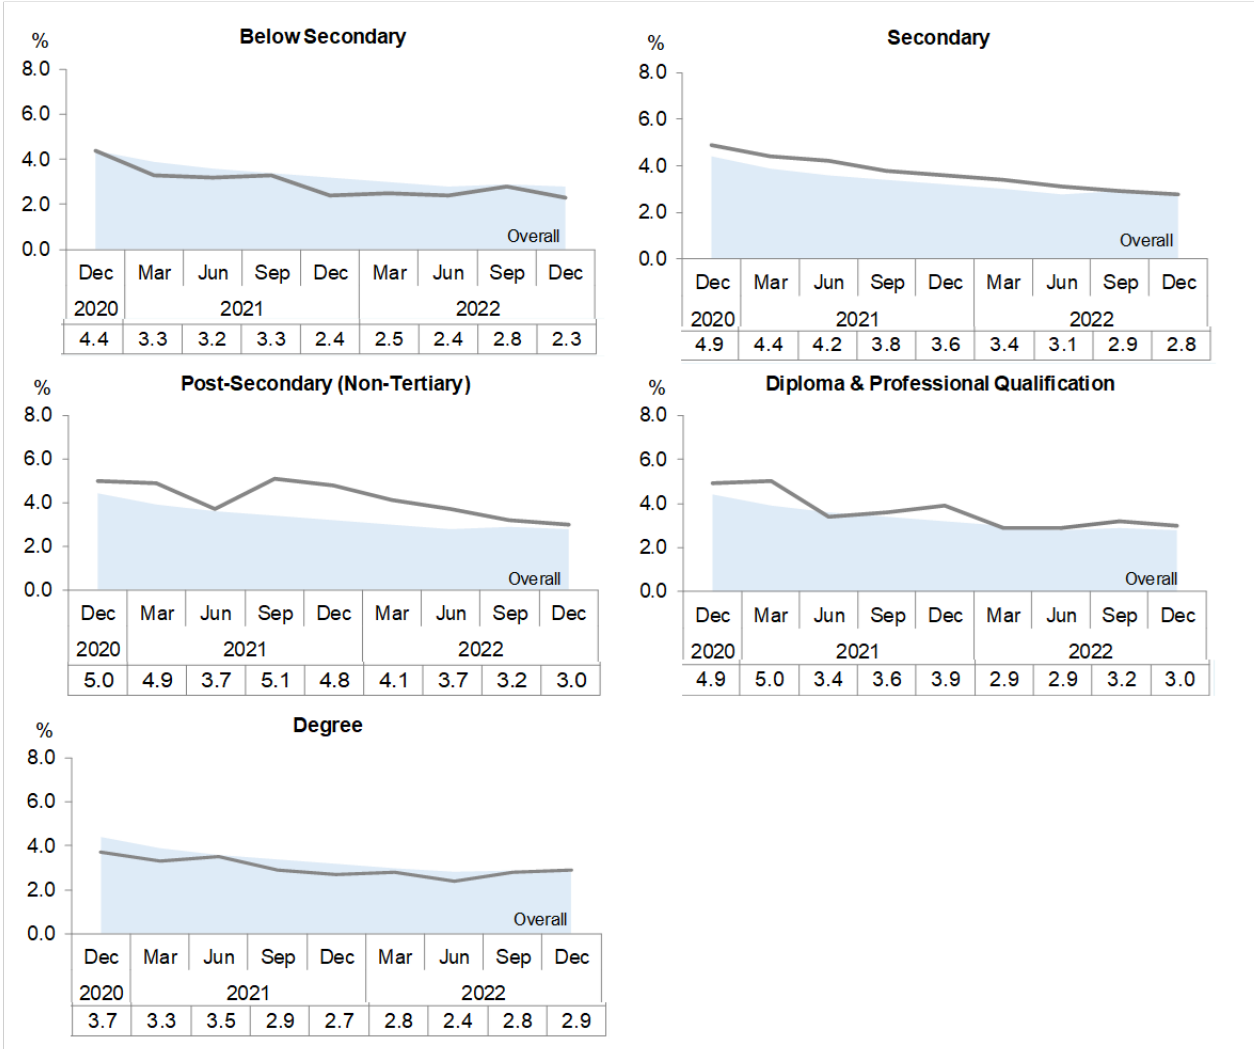 Below Secondary
%
8.0
6.0
4.0
2.0
0.0
Overall
Dec Mar Jun Sep Dec Mar Jun Sep Dec
2020 2021 2022
4.4 3.3 3.2 3.3 2.4 2.5 2.4 2.8 2.3
Secondary
%
8.0
6.0
4.0
2.0
0.0
Overall
Dec Mar Jun Sep Dec Mar Jun Sep Dec
2020 2021 2022
4.9 4.4 4.2 3.8 3.6 3.4 3.1 2.9 2.8
Post-Secondary (Non-Tertiary)
%
8.0
6.0
4.0
2.0
0.0
Overall
Dec Mar Jun Sep Dec Mar Jun Sep Dec
2020 2021 2022
5.0 4.9 3.7 5.1 4.8 4.1 3.7 3.2 3.0
Diploma & Professional Qualification
%
8.0
6.0
4.0
2.0
0.0
Overall
Dec Mar Jun Sep Dec Mar Jun Sep Dec
2020 2021 2022
4.9 5.0 3.4 3.6 3.9 2.9 2.9 3.2 3.0
Degree
%
8.0
6.0
4.0
2.0
0.0
Overall
Dec Mar Jun Sep Dec Mar Jun Sep Dec
2020 2021 2022
3.7 3.3 3.5 2.9 2.7 2.8 2.4 2.8 2.9